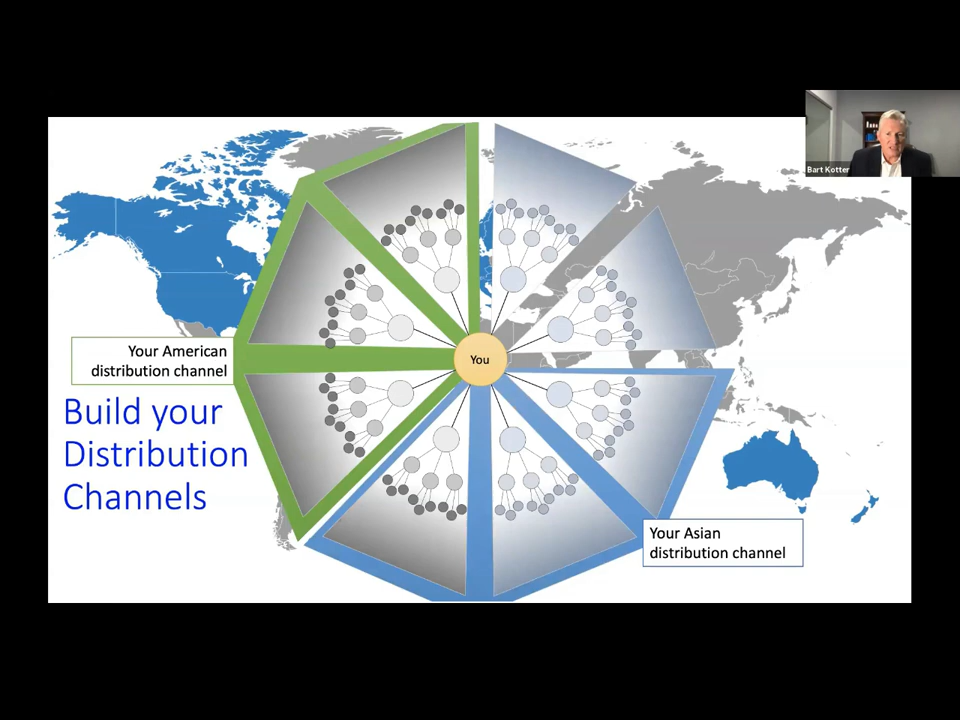 Bart Kotter
Your American
distribution channel
You
Build your
Distribution
Channels
Your Asian
distribution channel